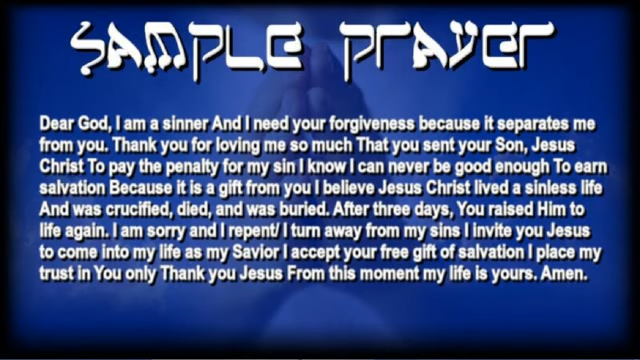 SAMPLE PRAYER
Dear God, I am a sinner And I need your forgiveness because it separates me
from you. Thank you for loving me so much That you sent your Son, Jesus
Christ To pay the penalty for my sin I know I can never be good enough To earn
salvation Because it is a gift from you I believe Jesus Christ lived a sinless life
And was crucified, died, and was buried. After three days, You raised Him to
life again. I am sorry and I repent/ I turn away from my sins I invite you Jesus
to come into my life as my Savior I accept your free gift of salvation I place my
trust in You only Thank you Jesus From this moment my life is yours. Amen.